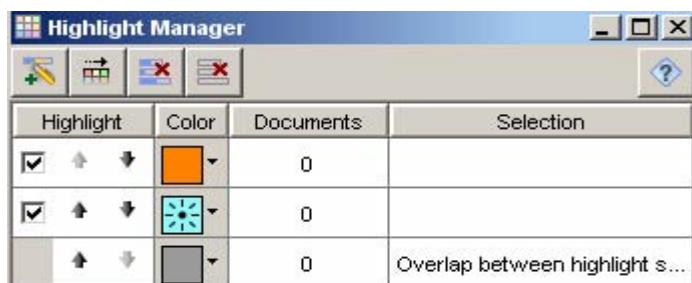 Highlight Manager
Highlight Color Documents Selection
0
0
0 Overlap between highlight s...